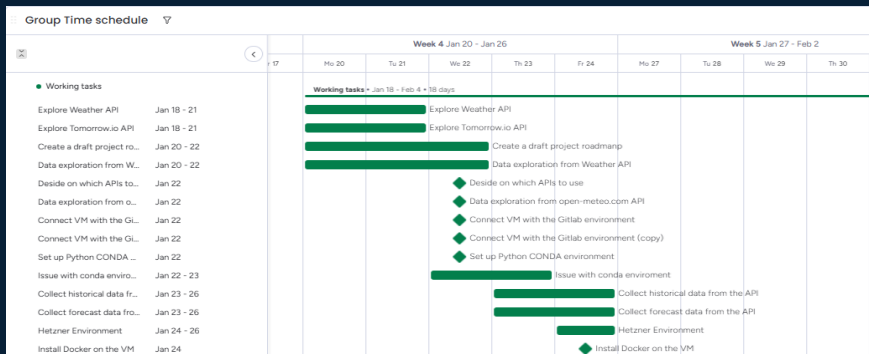 Group Time schedule
Week 4 Jan 20 - Jan 26
Week 5 Jan 27 - Feb 2
17 Mo 20 Tu 21 We 22 Th 23 Fr 24 Mo 27 Tu 28 We 29 Th 30
Working tasks
Working tasks • Jan 18 - Feb 4 • 18 days
Explore Weather API Jan 18 - 21 Explore Weather API
Explore Tomorrow.io API Jan 18 - 21 Explore Tomorrow.io API
Create a draft project ro... Jan 20 - 22 Create a draft project roadmanp
Data exploration from W... Jan 20 - 22 Data exploration from Weather API
Deside on which APIs to... Jan 22 Deside on which APIs to use
Data exploration from o... Jan 22 Data exploration from open-meteo.com API
Connect VM with the Gi... Jan 22 Connect VM with the Gitlab environment
Connect VM with the Gi... Jan 22 Connect VM with the Gitlab environment (copy)
Set up Python CONDA ... Jan 22 Set up Python CONDA environment
Issue with conda enviro... Jan 22 - 23 Issue with conda enviroment
Collect historical data fr... Jan 23 - 26 Collect historical data from the API
Collect forecast data fro... Jan 23 - 26 Collect forecast data from the API
Hetzner Environment Jan 24 - 26 Hetzner Environment
Install Docker on the VM Jan 24 Install Docker on the VM